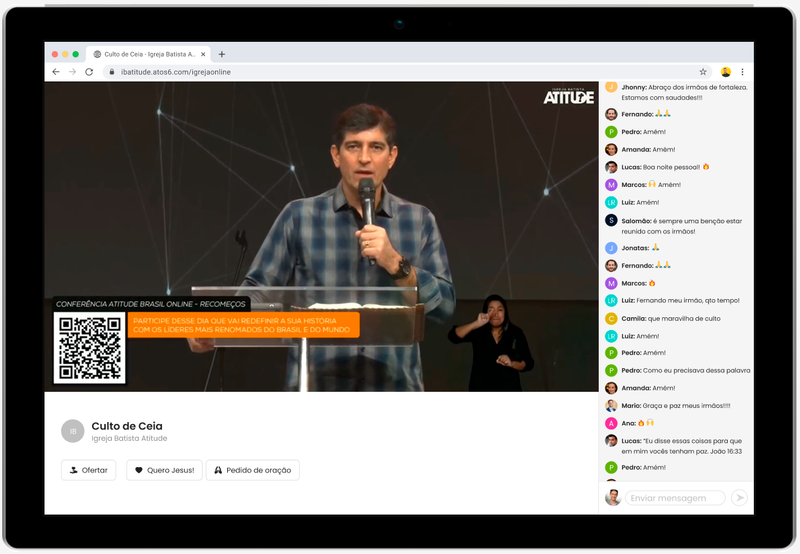 Culto de Ceia - Igreja Batista A..
ibatitude.atos6.com/igrejaonline
IGREJA BATISTA
ATITUDE
CONFERÊNCIA ATITUDE BRASIL ONLINE - RECOMEÇOS
PARTICIPE DESSE DIA QUE VAI REDEFINIR A SUA HISTÓRIA
COM OS LÍDERES MAIS RENOMADOS DO BRASIL E DO MUNDO
Culto de Ceia
Igreja Batista Atitude
Ofertar
Quero Jesus!
Pedido de oração
J Jhonny: Abraço dos irmãos de fortaleza.
Estamos com saudades!!!
Fernando: 🙏🙏
P Pedro: Amém!
Amanda: Amém!
Lucas: Boa noite pessoal! 🔥
M Marcos: 🙌 Amém!
LR Luiz: Amém!
S Salomão: é sempre uma benção estar
reunido com os irmãos!
J Jonatas: 🙏
Fernando: 🙏🙏
M Marcos: 🔥
LR Luiz: Fernando meu irmão, qto tempo!
C Camila: que maravilha de culto
LR Luiz: Amém!
P Pedro: Amém!
P Pedro: Como eu precisava dessa palavra
Amanda: Amém!
Mario: Graça e paz meus irmãos!!!!
A Ana: 🔥🙌
Lucas: "Eu disse essas coisas para que
em mim vocês tenham paz. João 16:33
P Pedro: Amém!
Enviar mensagem